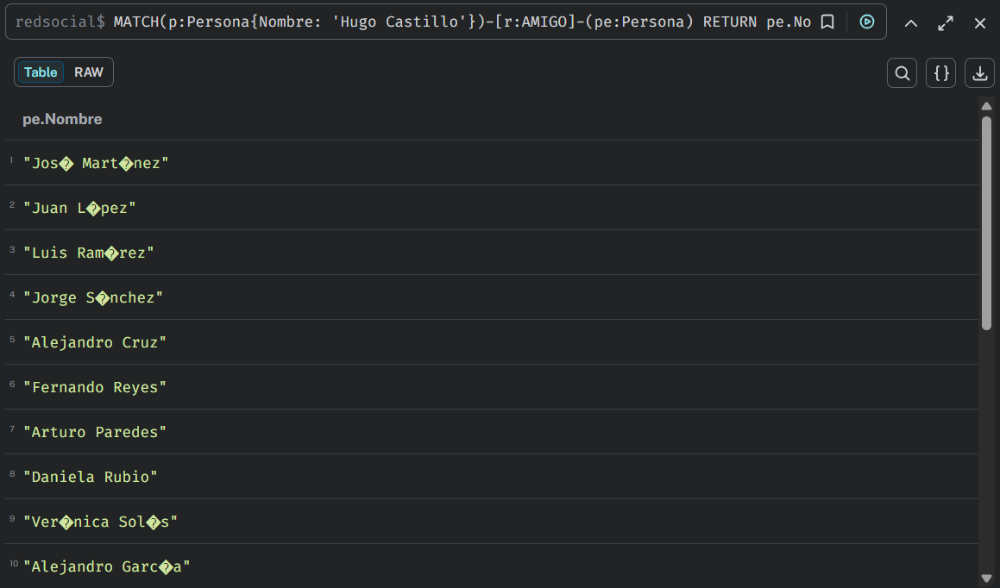 redsocial$ MATCH(p:Persona{Nombre: 'Hugo Castillo'})-[r:AMIGO]-(pe:Persona) RETURN pe.No
Table RAW
pe.Nombre
1 "Jos� Mart�nez"
2 "Juan L�pez"
3 "Luis Ram�rez"
4 "Jorge S�nchez"
5 "Alejandro Cruz"
6 "Fernando Reyes"
7 "Arturo Paredes"
8 "Daniela Rubio"
9 "Ver�nica Sol�s"
10 "Alejandro Garc�a"